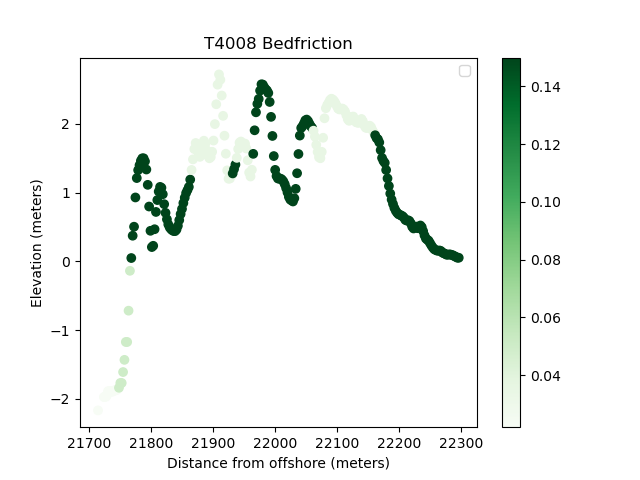 T4008 Bedfriction
Elevation (meters)
2
1
0
−1
−2
21700 21800 21900 22000 22100 22200 22300
Distance from offshore (meters)
0.14
0.12
0.10
0.08
0.06
0.04